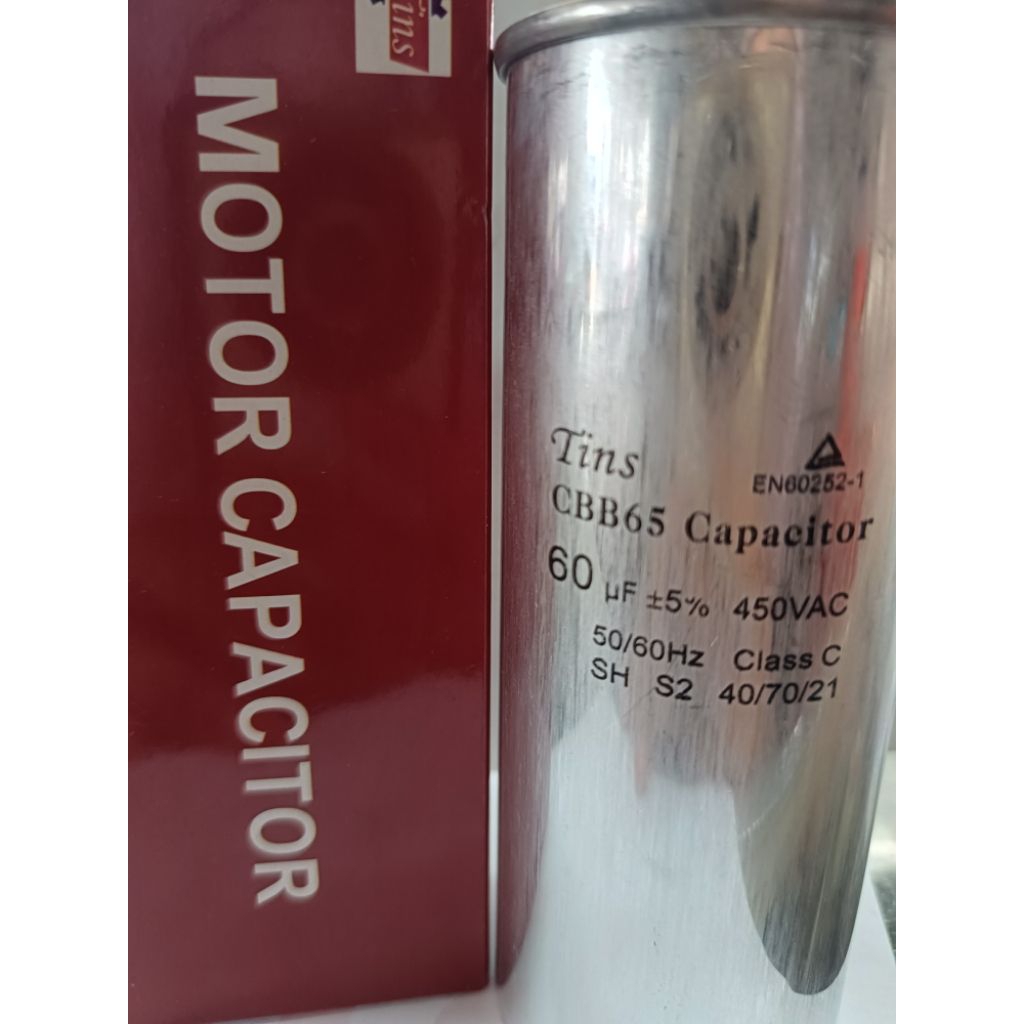 Tins
MOTOR CAPACITOR
Tins
EN60252-1
CBB65 Capacitor
60 µF ±5% 450VAC
50/60Hz Class C
SH S2 40/70/21